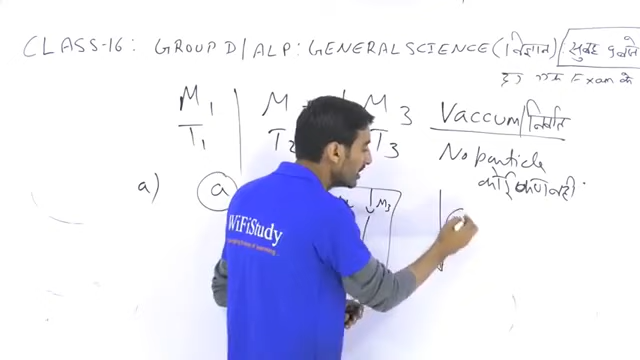 CLASS-16: GROUP D/ALP: GENERAL SCIENCE (विज्ञान) सुबह 9 बजे
Exam के
M1 M M3
T1 T2 T3
Vaccum/निर्वात
No particle
कोई कण नही
a) a
M3
WiFiStudy